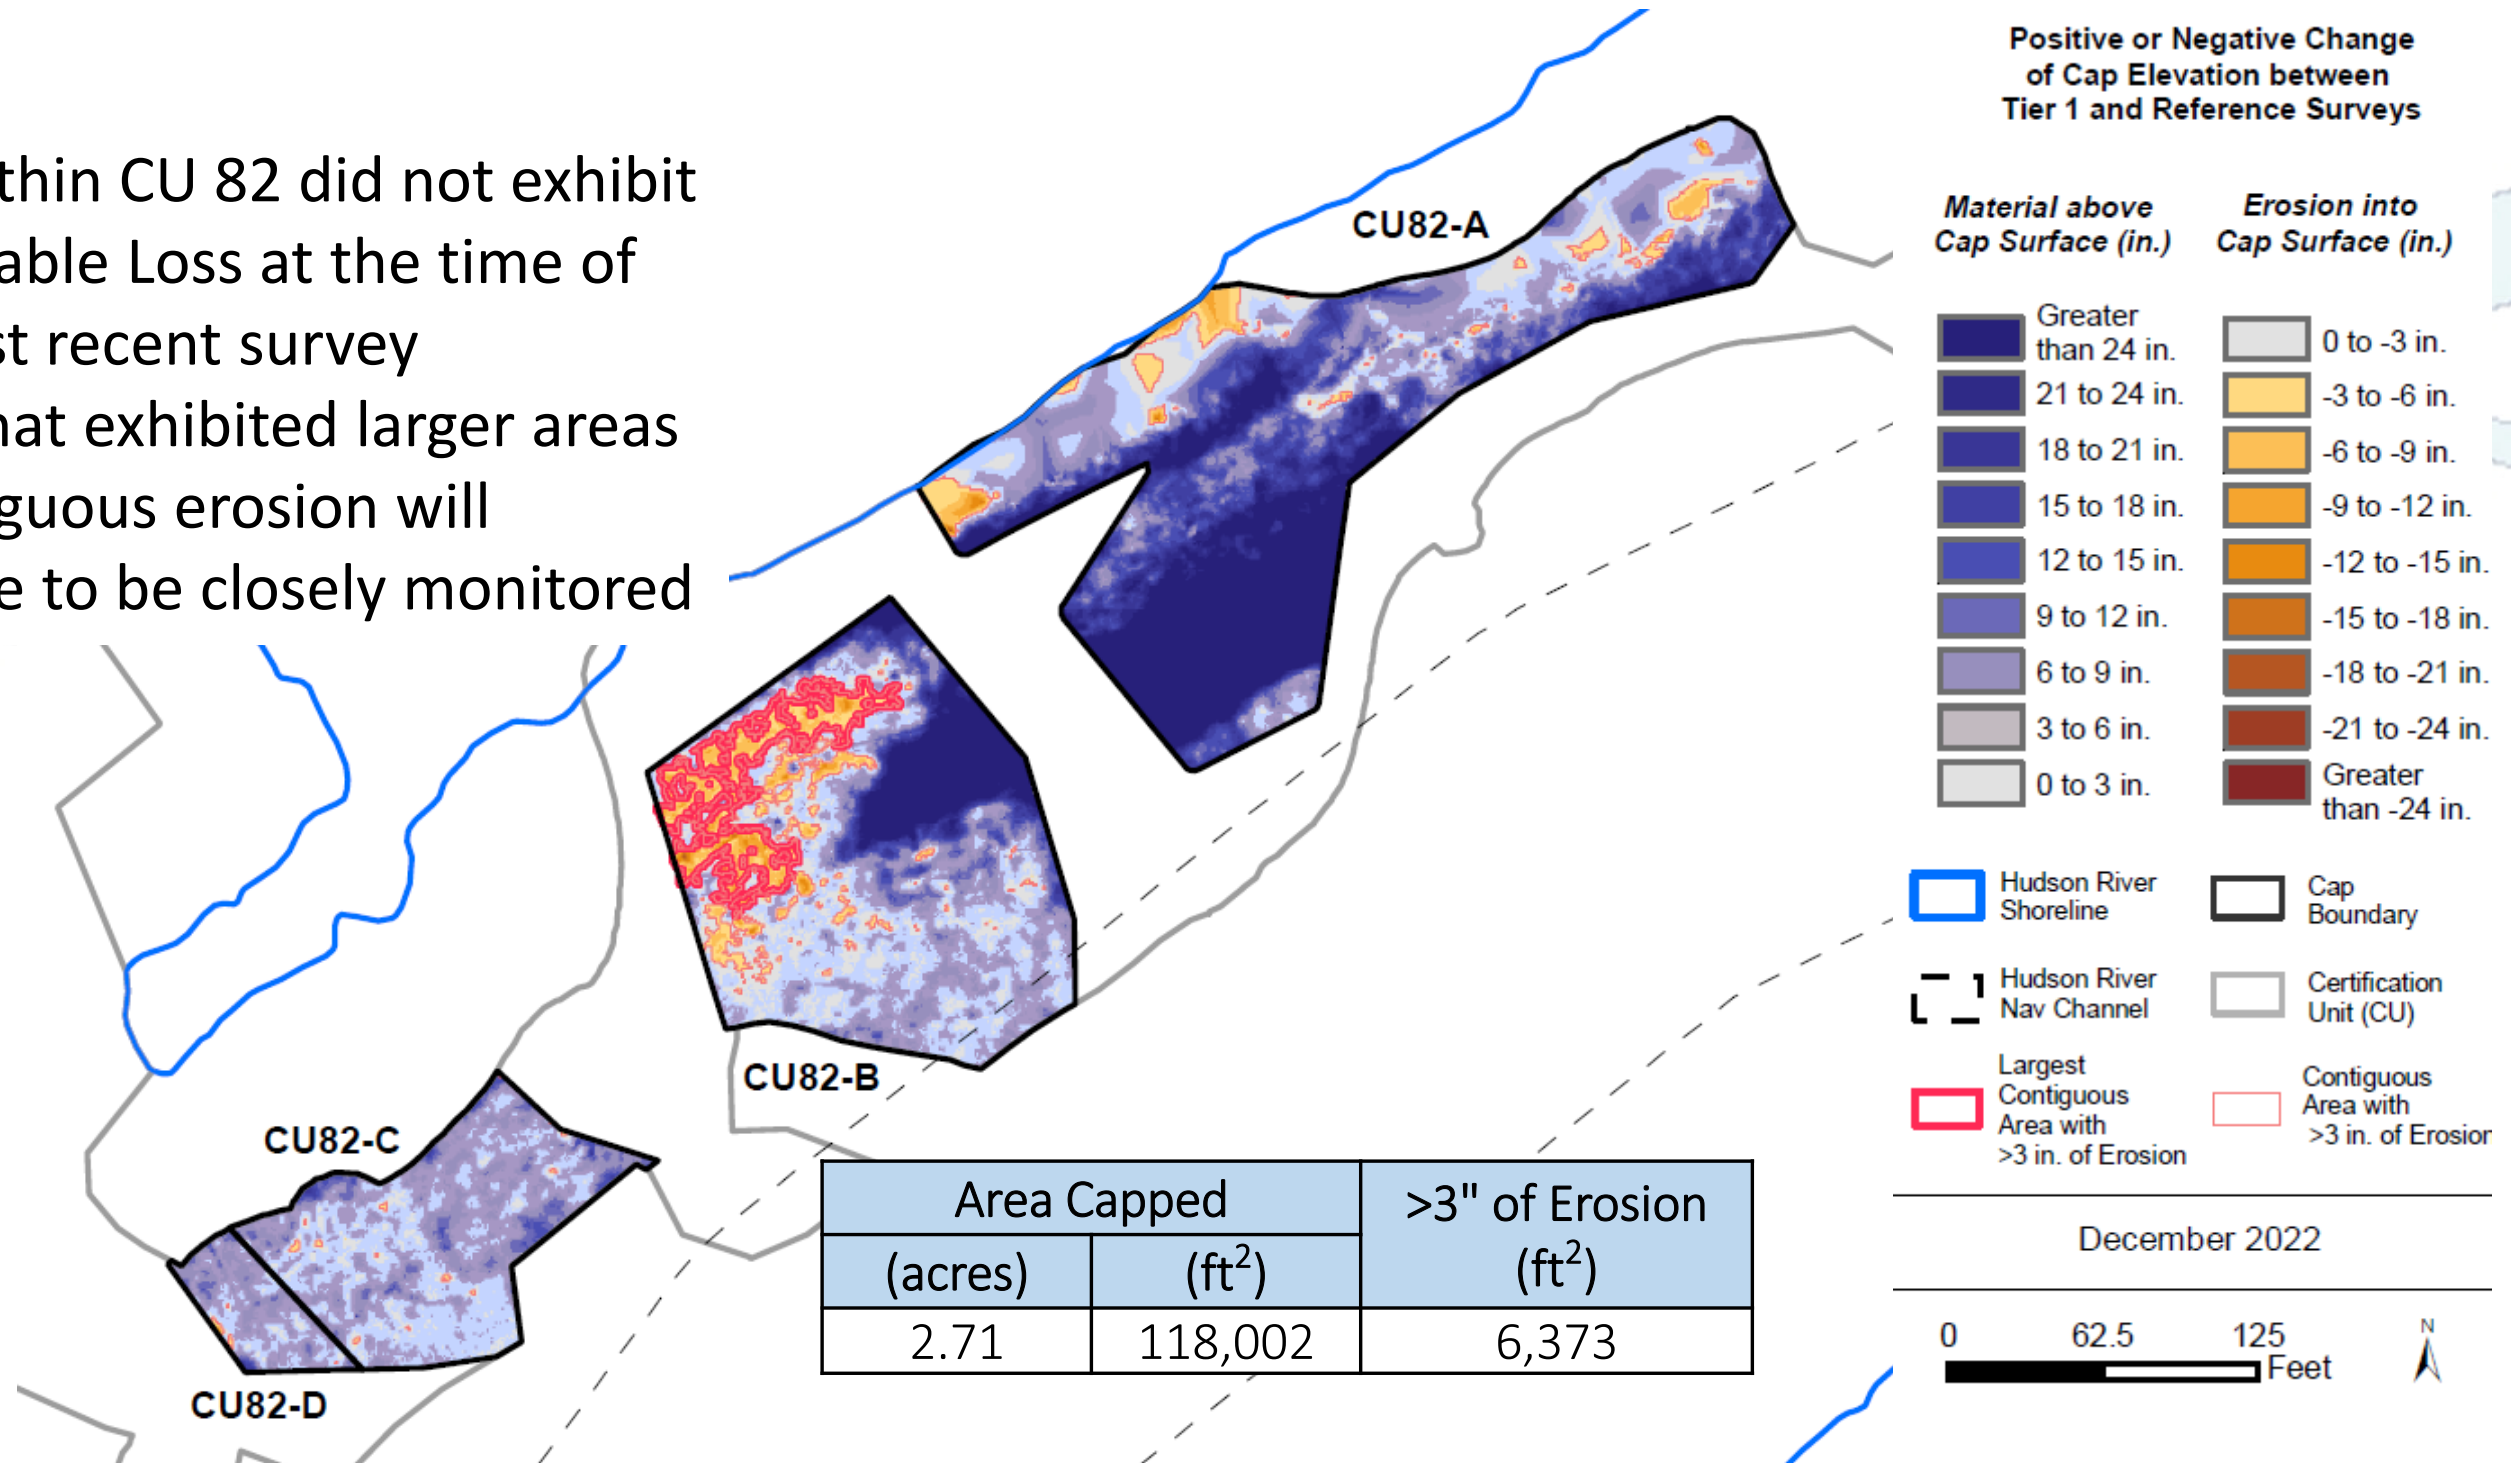 thin CU 82 did not exhibit
able Loss at the time of
st recent survey
hat exhibited larger areas
guous erosion will
e to be closely monitored
CU82-A
CU82-B
CU82-C
CU82-D
Area Capped
>3" of Erosion
(ft²)
(acres)
(ft²)
2.71
118,002
6,373
Positive or Negative Change
of Cap Elevation between
Tier 1 and Reference Surveys
Material above
Cap Surface (in.)
Greater
than 24 in.
21 to 24 in.
18 to 21 in.
15 to 18 in.
12 to 15 in.
9 to 12 in.
6 to 9 in.
3 to 6 in.
0 to 3 in.
Erosion into
Cap Surface (in.)
0 to -3 in.
-3 to -6 in.
-6 to -9 in.
-9 to -12 in.
-12 to -15 in.
-15 to -18 in.
-18 to -21 in.
-21 to -24 in.
Greater
than -24 in.
Hudson River
Shoreline
Cap
Boundary
Hudson River
Nav Channel
Certification
Unit (CU)
Largest
Contiguous
Area with
>3 in. of Erosion
Contiguous
Area with
>3 in. of Erosion
December 2022
0 62.5 125
Feet
N